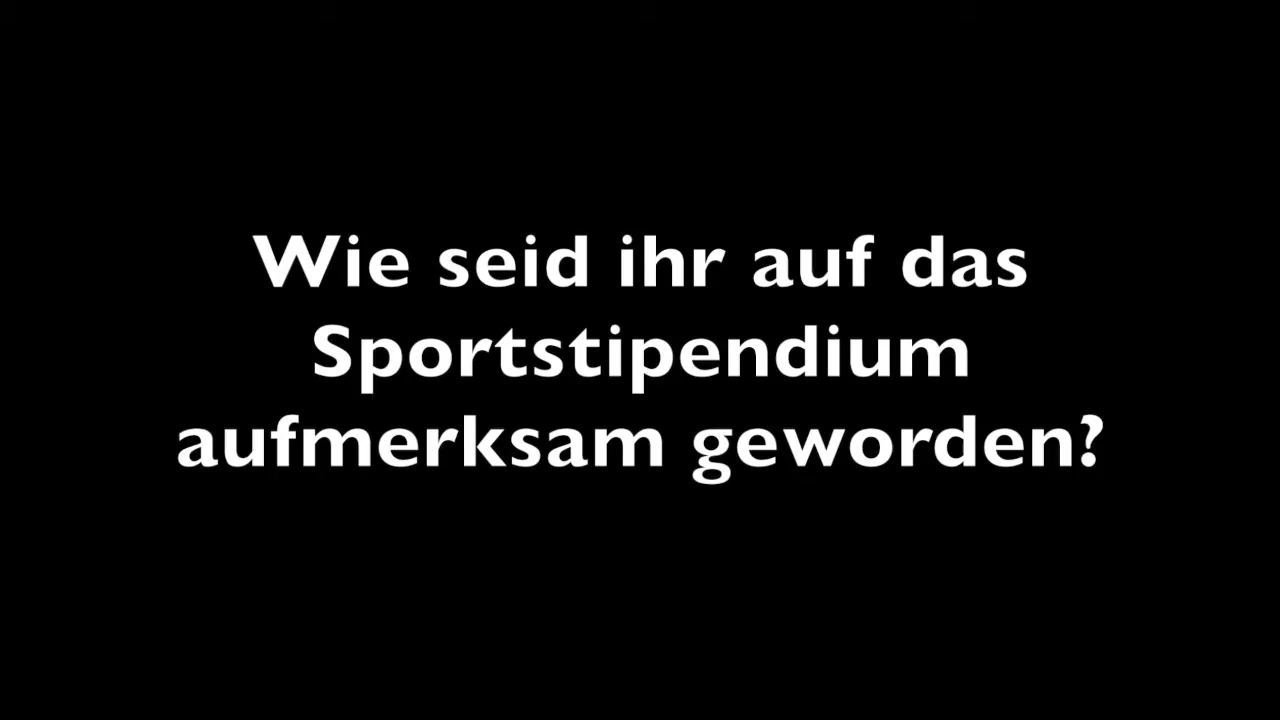 Wie seid ihr auf das
Sportstipendium
aufmerksam geworden?